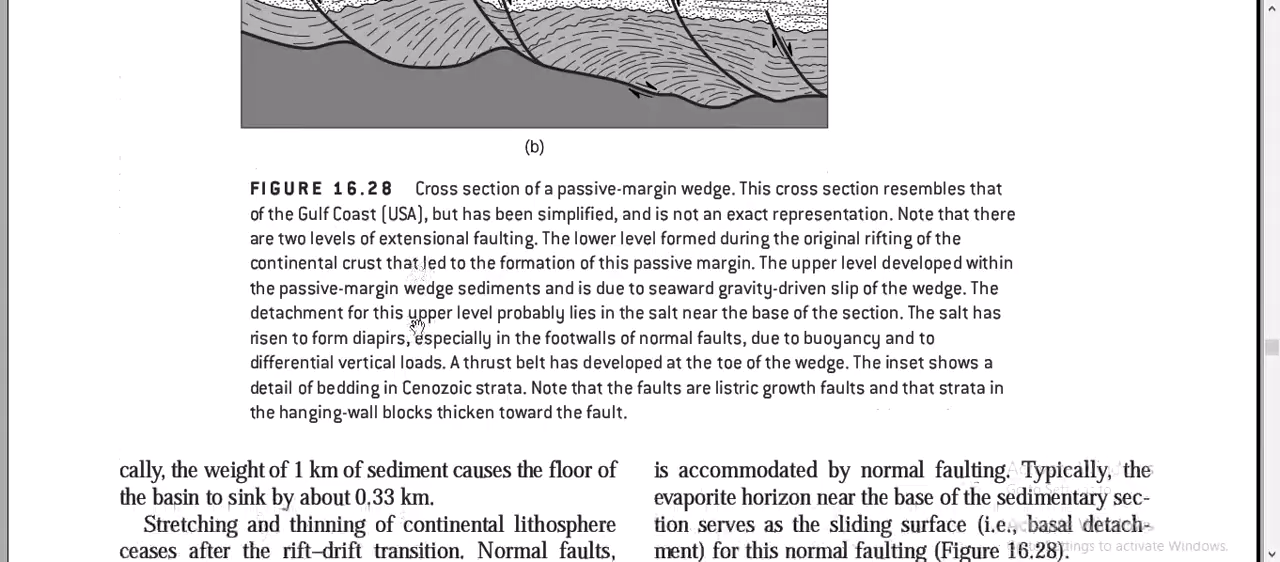 (b)
FIGURE 16.28 Cross section of a passive-margin wedge. This cross section resembles that
of the Gulf Coast (USA), but has been simplified, and is not an exact representation. Note that there
are two levels of extensional faulting. The lower level formed during the original rifting of the
continental crust that led to the formation of this passive margin. The upper level developed within
the passive-margin wedge sediments and is due to seaward gravity-driven slip of the wedge. The
detachment for this upper level probably lies in the salt near the base of the section. The salt has
risen to form diapirs, especially in the footwalls of normal faults, due to buoyancy and to
differential vertical loads. A thrust belt has developed at the toe of the wedge. The inset shows a
detail of bedding in Cenozoic strata. Note that the faults are listric growth faults and that strata in
the hanging-wall blocks thicken toward the fault.
cally, the weight of 1 km of sediment causes the floor of
the basin to sink by about 0.33 km.
Stretching and thinning of continental lithosphere
ceases after the rift–drift transition. Normal faults,
is accommodated by normal faulting. Typically, the
evaporite horizon near the base of the sedimentary sec-
tion serves as the sliding surface (i.e., basal detach-
ment) for this normal faulting (Figure 16.28).
to activate Windows.